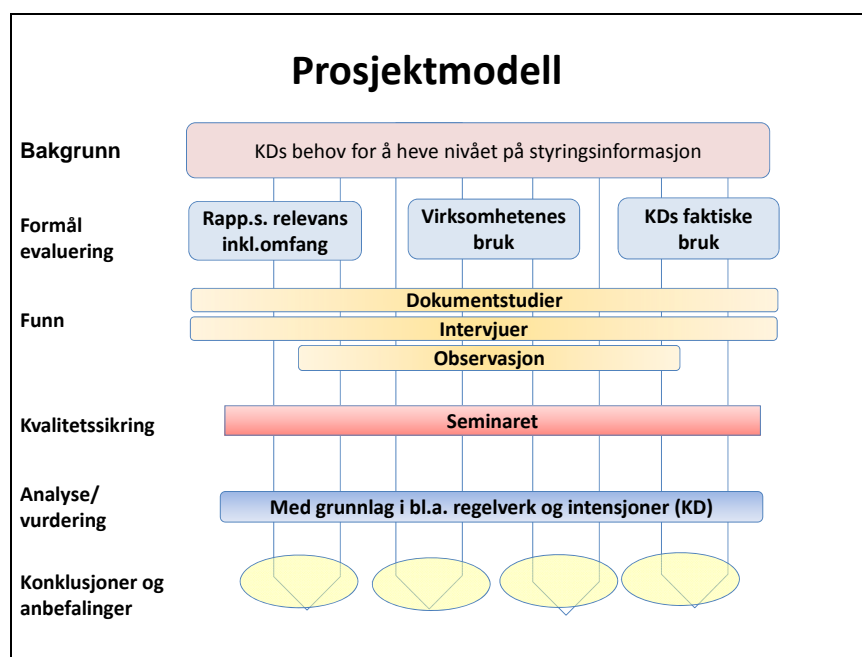 Prosjektmodell
Bakgrunn
KDs behov for å heve nivået på styringsinformasjon
Formål
evaluering
Rapp.s. relevans
inkl.omfang
Virksomhetenes
bruk
KDs faktiske
bruk
Funn
Dokumentstudier
Intervjuer
Observasjon
Kvalitetssikring
Seminaret
Analyse/
vurdering
Med grunnlag i bl.a. regelverk og intensjoner (KD)
Konklusjoner og
anbefalinger